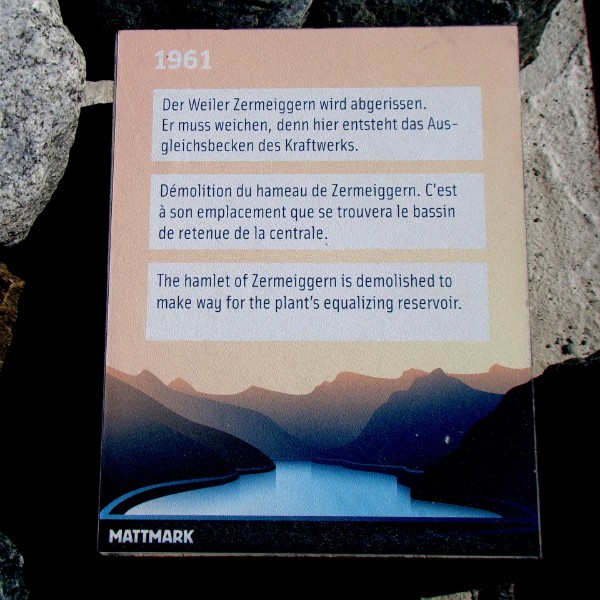 1961
Der Weiler Zermeiggern wird abgerissen.
Er muss weichen, denn hier entsteht das Aus-
gleichsbecken des Kraftwerks.
Démolition du hameau de Zermeiggern. C'est
à son emplacement que se trouvera le bassin
de retenue de la centrale.
The hamlet of Zermeiggern is demolished to
make way for the plant's equalizing reservoir.
MATTMARK